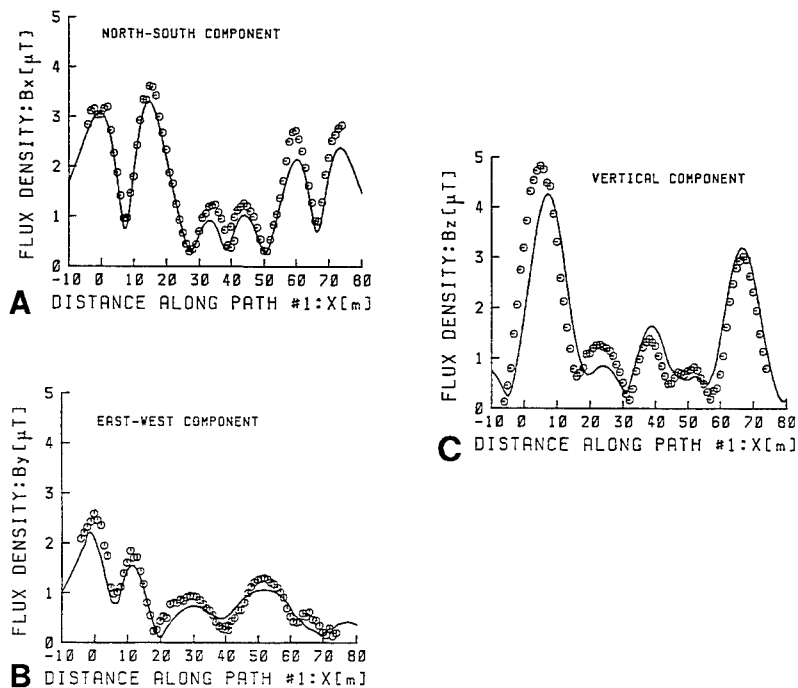 NORTH-SOUTH COMPONENT
FLUX DENSITY:Bx[μT]
5
4
3
2
1
0
-10 0 10 20 30 40 50 60 70 80
A DISTANCE ALONG PATH #1:X[m]
VERTICAL COMPONENT
FLUX DENSITY:Bz[μT]
5
4
3
2
1
0
-10 0 10 20 30 40 50 60 70 80
C DISTANCE ALONG PATH #1:X[m]
EAST-WEST COMPONENT
FLUX DENSITY:By[μT]
5
4
3
2
1
0
-10 0 10 20 30 40 50 60 70 80
B DISTANCE ALONG PATH #1:X[m]